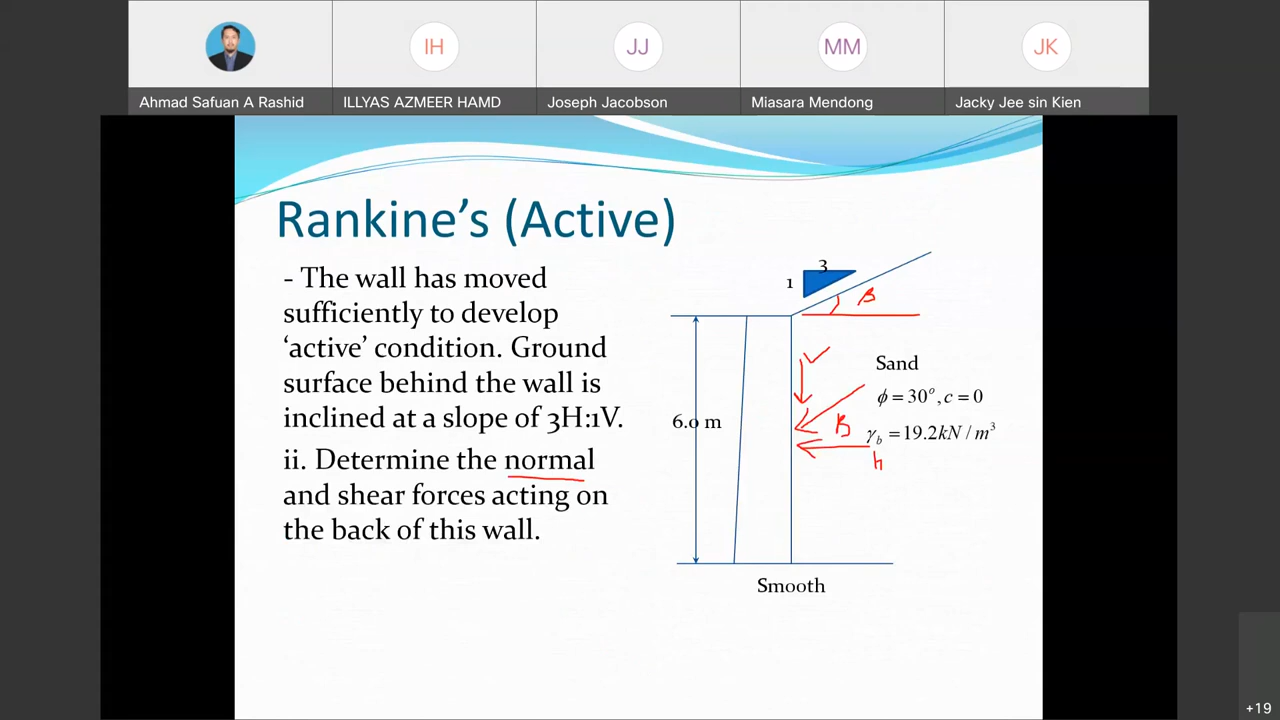 IH
JJ
MM
JK
Ahmad Safuan A Rashid
ILLYAS AZMEER HAMD
Joseph Jacobson
Miasara Mendong
Jacky Jee sin Kien
Rankine's (Active)
- The wall has moved
sufficiently to develop
'active' condition. Ground
surface behind the wall is
inclined at a slope of 3H:1V.
ii. Determine the normal
and shear forces acting on
the back of this wall.
3
1
β
6.0 m
Sand
ϕ = 30°, c = 0
γb = 19.2kN / m³
β
h
Smooth
+19